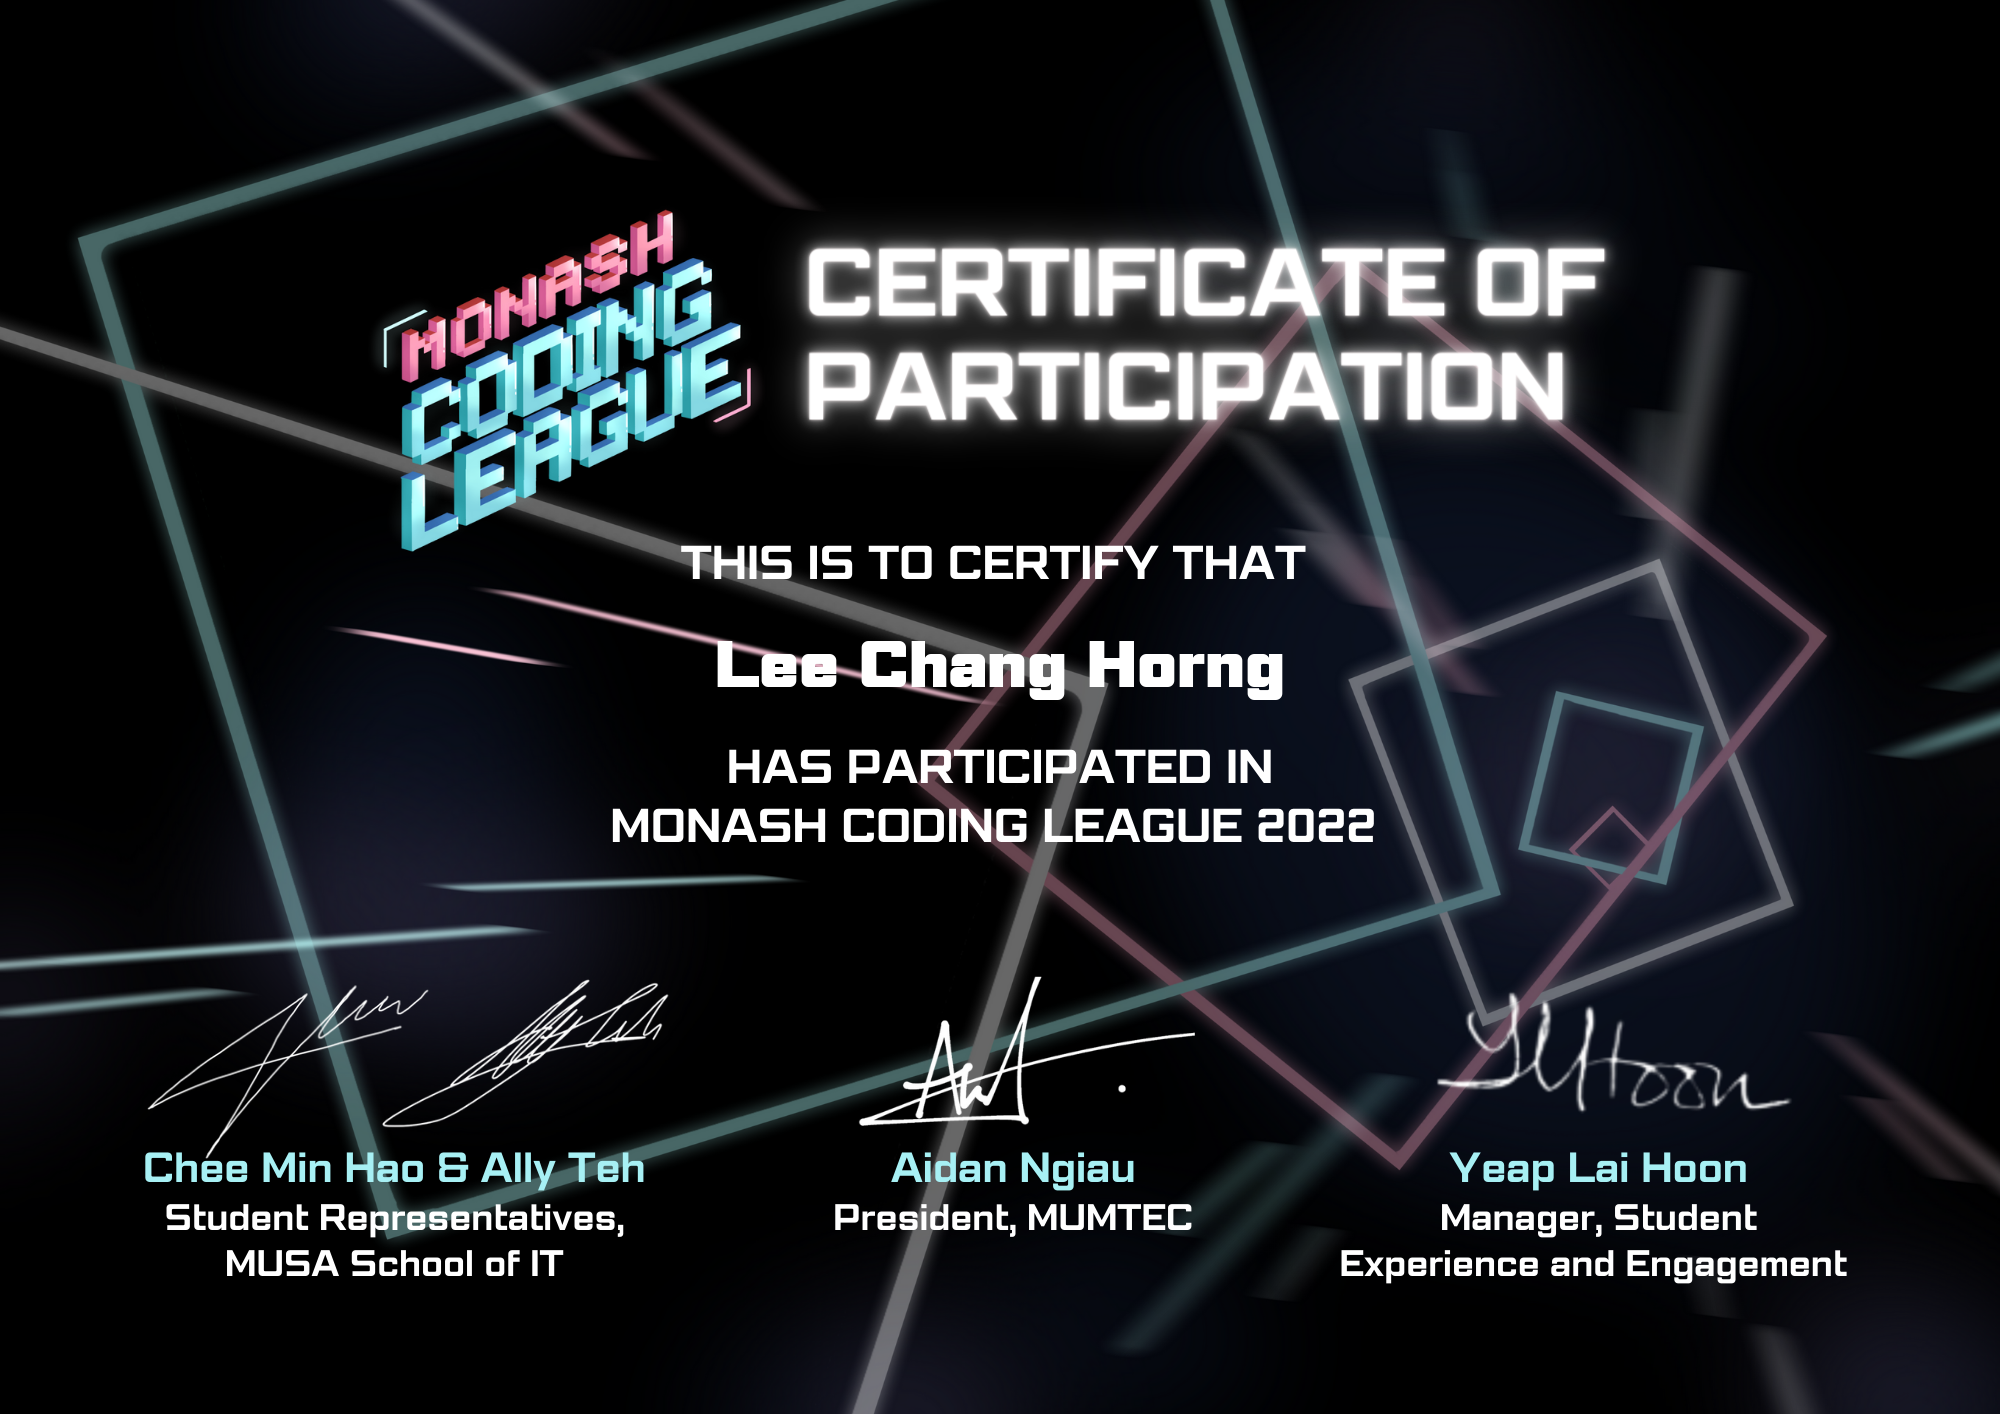 MONASH
CODING
LEAGUE
CERTIFICATE OF
PARTICIPATION
THIS IS TO CERTIFY THAT
Lee Chang Horng
HAS PARTICIPATED IN
MONASH CODING LEAGUE 2022
Chee Min Hao & Ally Teh
Student Representatives,
MUSA School of IT
Aidan Ngiau
President, MUMTEC
YLHoon
Yeap Lai Hoon
Manager, Student
Experience and Engagement